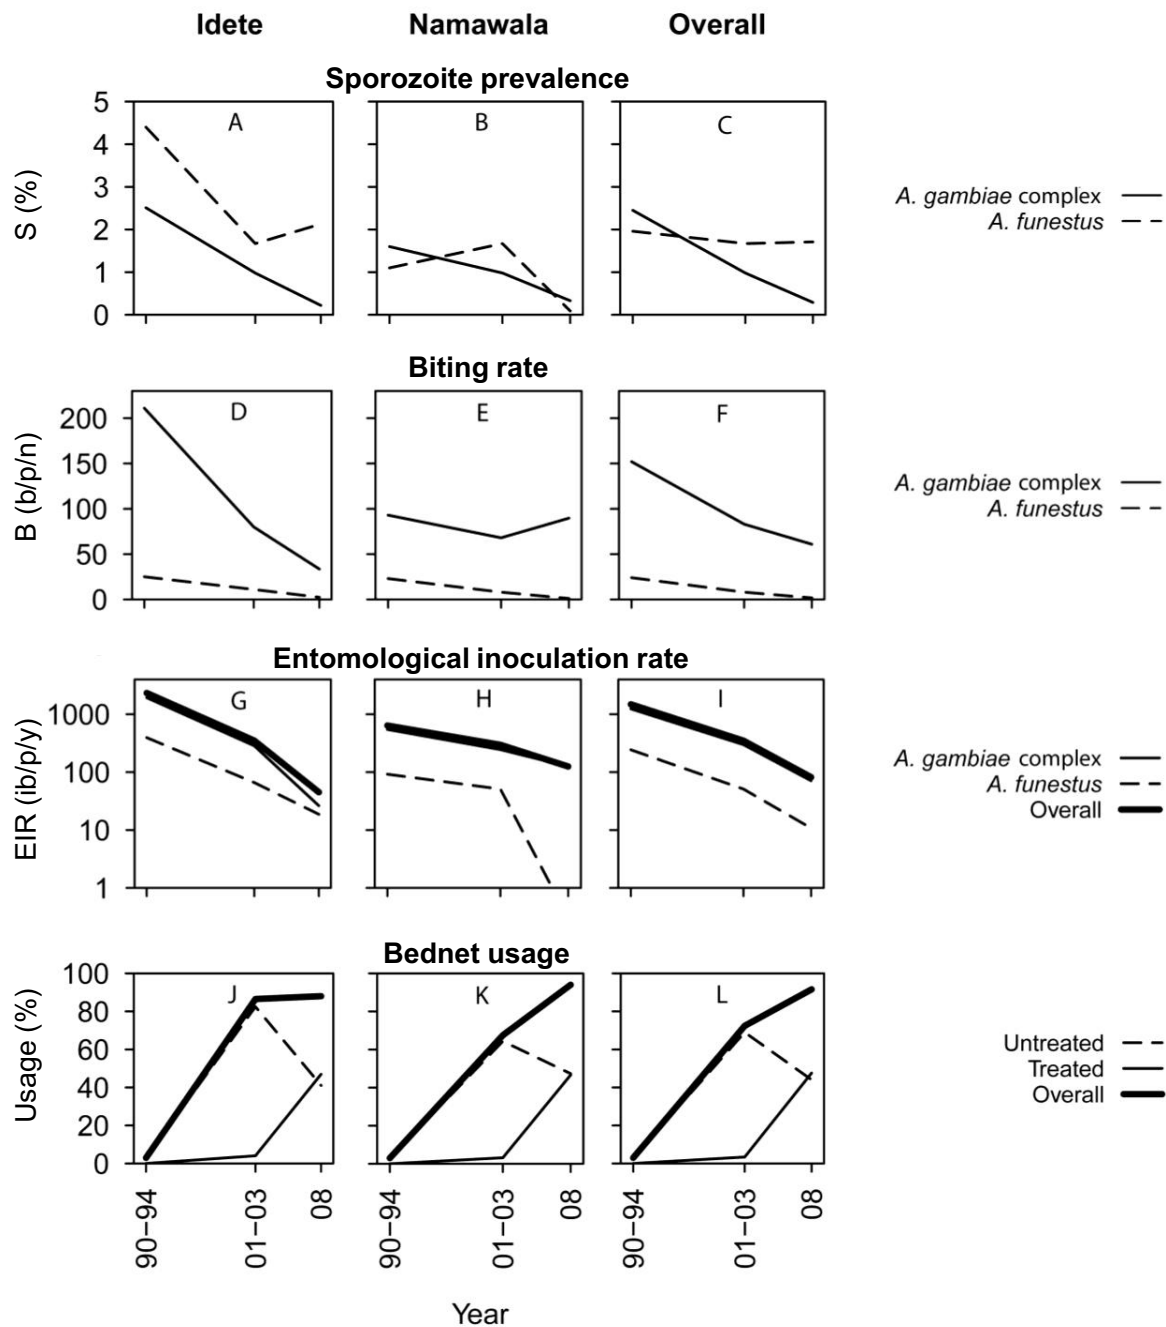 Idete Namawala Overall
Sporozoite prevalence
S (%)
5
4
3
2
1
0
A
B
C
A. gambiae complex
A. funestus
Biting rate
B (b/p/n)
200
150
100
50
0
D
E
F
A. gambiae complex
A. funestus
Entomological inoculation rate
EIR (ib/p/y)
1000
100
10
1
G
H
I
A. gambiae complex
A. funestus
Overall
Bednet usage
Usage (%)
100
80
60
40
20
0
J
K
L
Untreated
Treated
Overall
90–94
01–03
08
90–94
01–03
08
90–94
01–03
08
Year